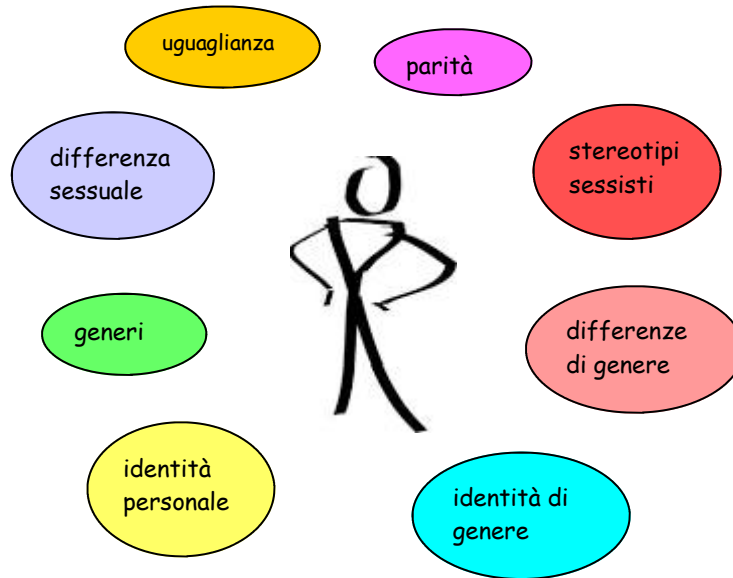 uguaglianza
parità
differenza
sessuale
stereotipi
sessisti
generi
differenze
di genere
identità
personale
identità di
genere